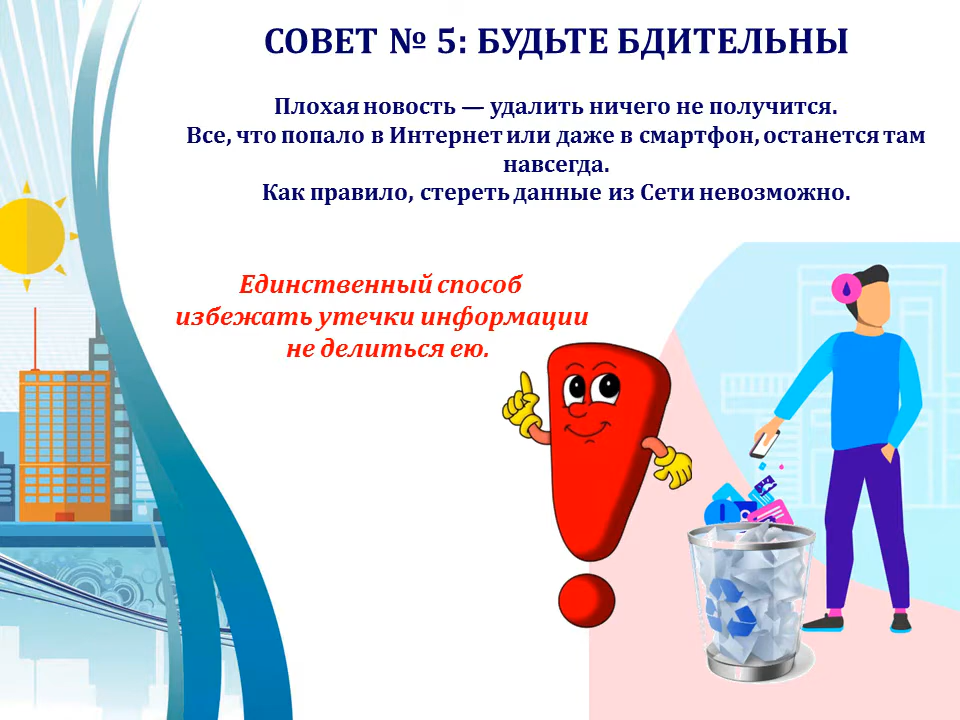 СОВЕТ № 5: БУДЬТЕ БДИТЕЛЬНЫ
Плохая новость — удалить ничего не получится.
Все, что попало в Интернет или даже в смартфон, останется там
навсегда.
Как правило, стереть данные из Сети невозможно.
Единственный способ
избежать утечки информации
не делиться ею.